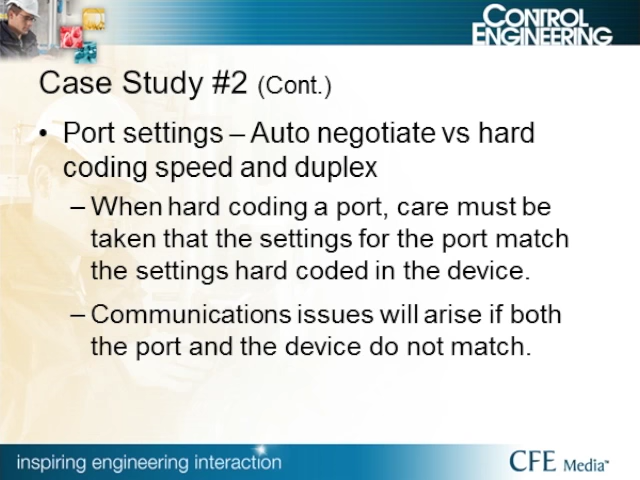 CONTROL
ENGINEERING
Case Study #2 (Cont.)
• Port settings – Auto negotiate vs hard
coding speed and duplex
– When hard coding a port, care must be
taken that the settings for the port match
the settings hard coded in the device.
– Communications issues will arise if both
the port and the device do not match.
inspiring engineering interaction
CFE Media™